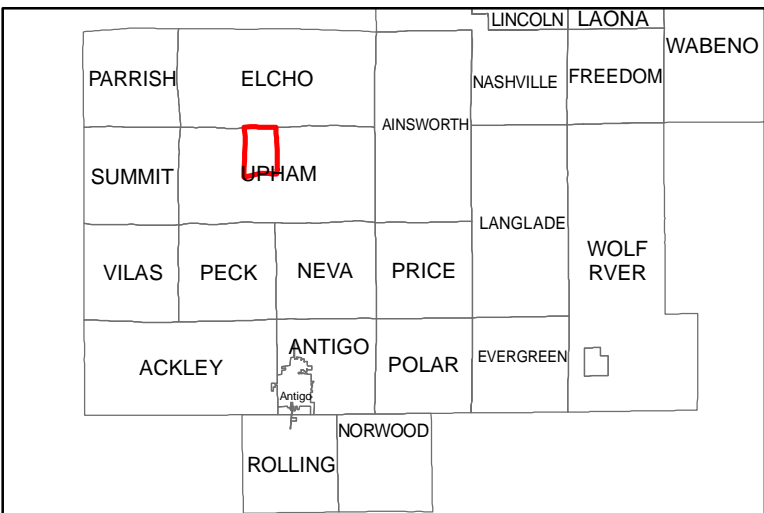 LINCOLN LAONA
WABENO
PARRISH ELCHO NASHVILLE FREEDOM
AINSWORTH
SUMMIT UPHAM
LANGLADE
VILAS PECK NEVA PRICE WOLF
RVER
ANTIGO
ACKLEY POLAR EVERGREEN
Antigo
NORWOOD
ROLLING